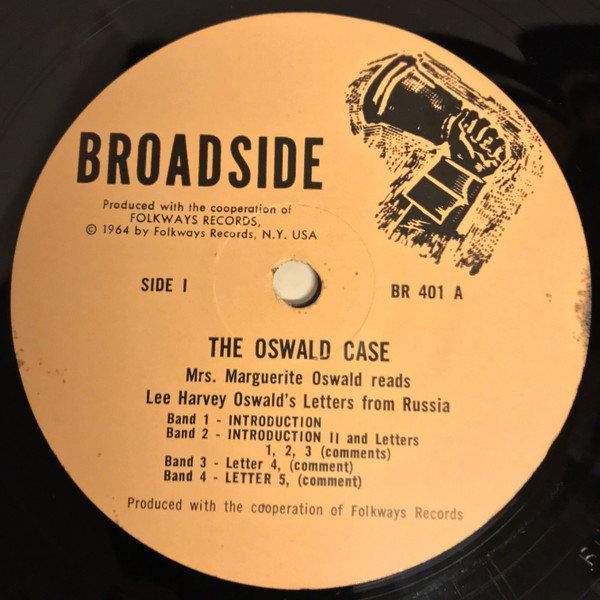 BROADSIDE
Produced with the cooperation of
FOLKWAYS RECORDS,
© 1964 by Folkways Records, N.Y. USA
SIDE I
BR 401 A
THE OSWALD CASE
Mrs. Marguerite Oswald reads
Lee Harvey Oswald's Letters from Russia
Band 1 - INTRODUCTION
Band 2 - INTRODUCTION II and Letters
1, 2, 3 (comments)
Band 3 - Letter 4, (comment)
Band 4 - LETTER 5, (comment)
Produced with the cooperation of Folkways Records